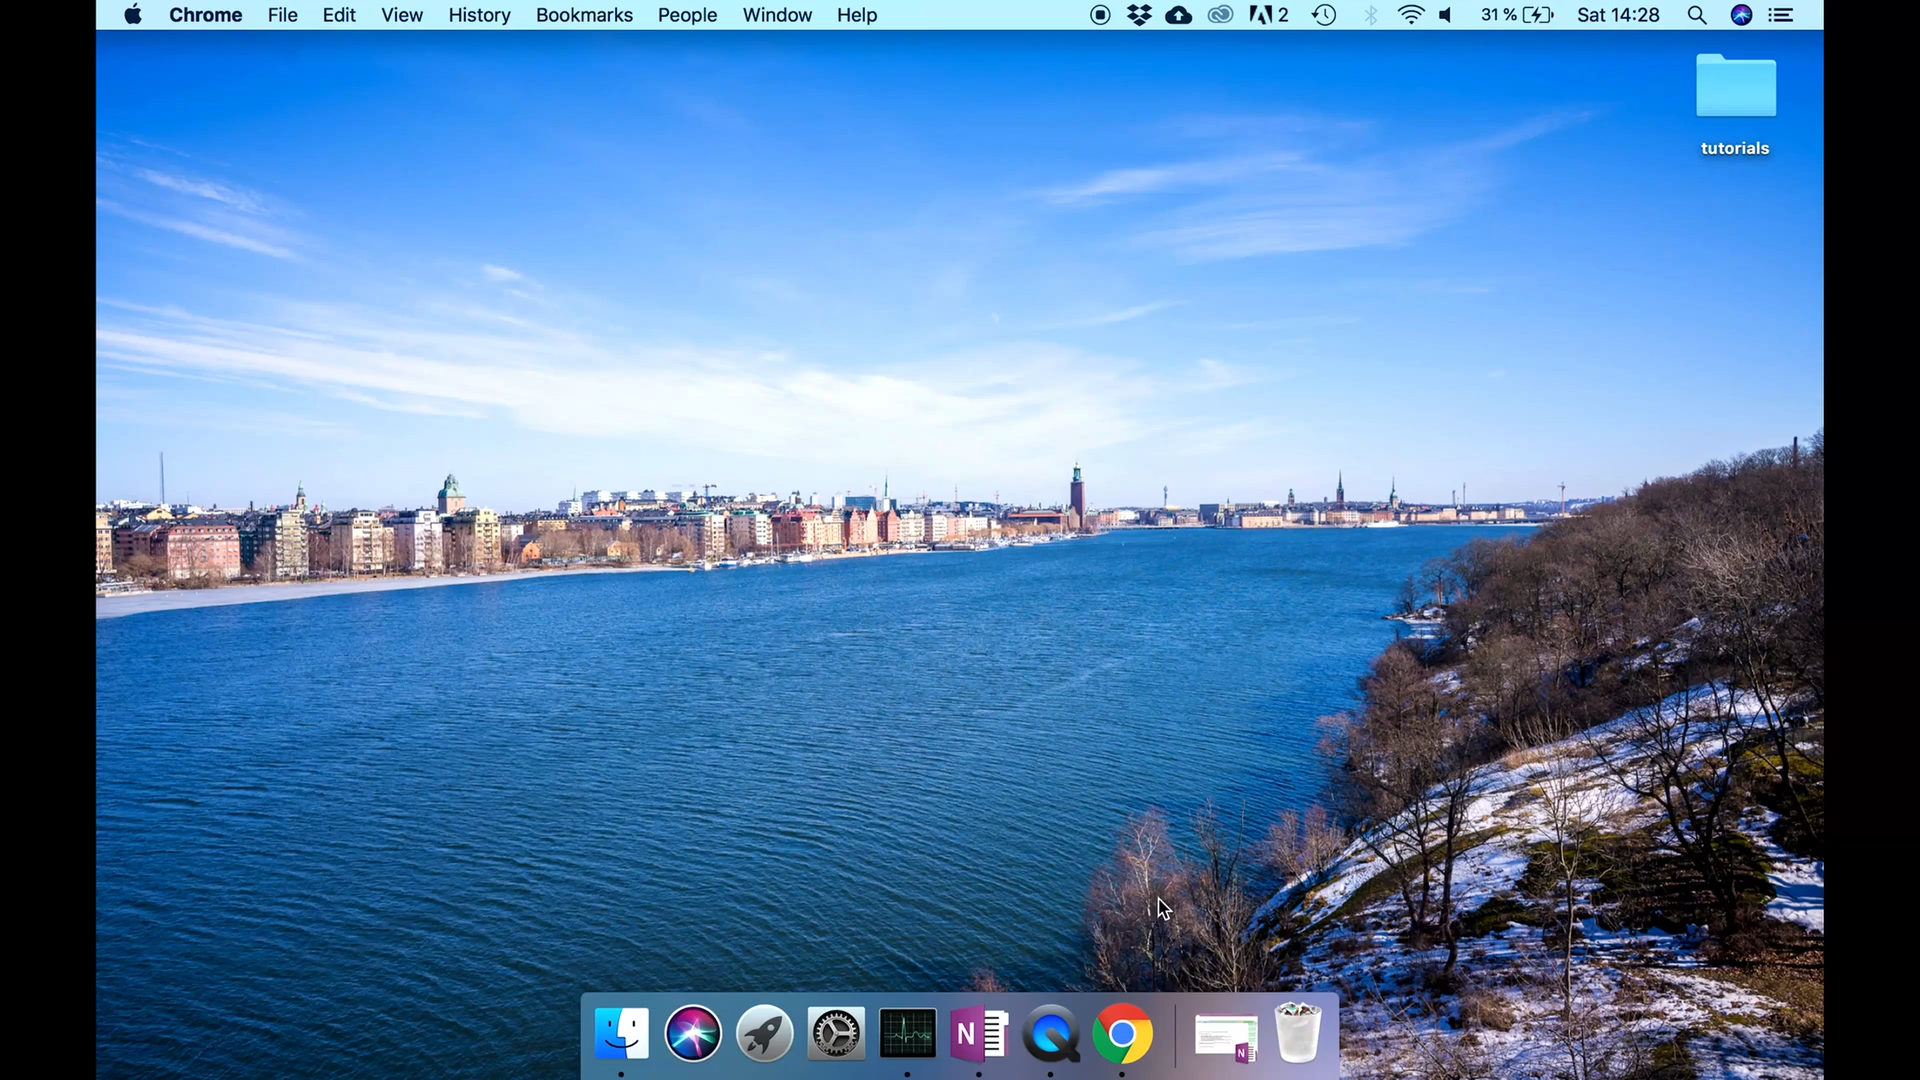 Chrome File Edit View History Bookmarks People Window Help 2 31 % Sat 14:28
tutorials
N
N